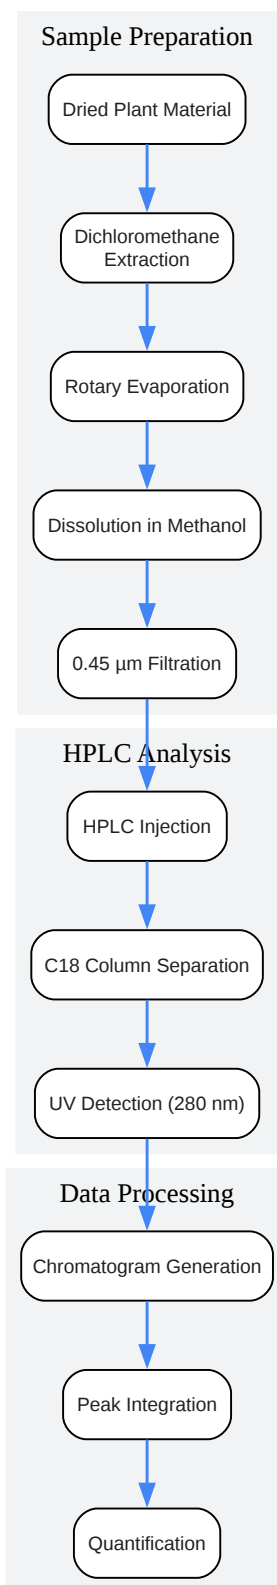 Sample Preparation
Dried Plant Material
Dichloromethane
Extraction
Rotary Evaporation
Dissolution in Methanol
0.45 µm Filtration
HPLC Analysis
HPLC Injection
C18 Column Separation
UV Detection (280 nm)
Data Processing
Chromatogram Generation
Peak Integration
Quantification